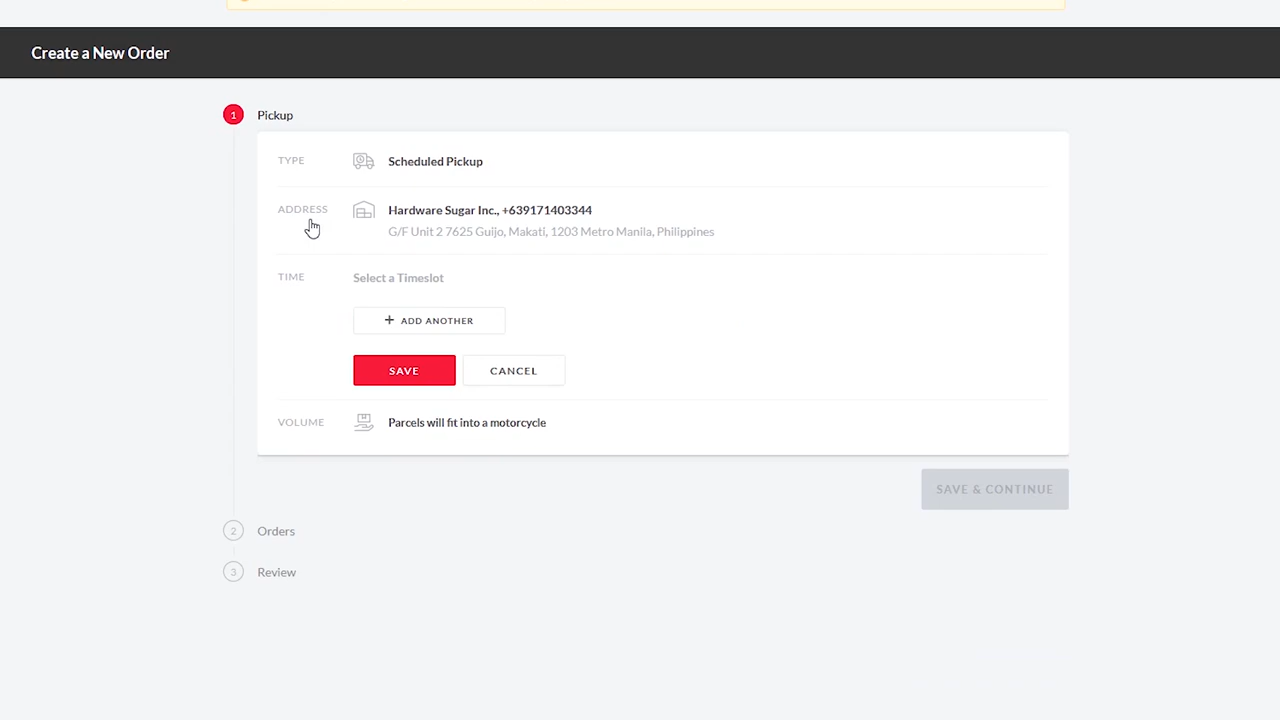 Create a New Order
1 Pickup
TYPE Scheduled Pickup
ADDRESS Hardware Sugar Inc., +639171403344
G/F Unit 2 7625 Guijo, Makati, 1203 Metro Manila, Philippines
TIME Select a Timeslot
+ ADD ANOTHER
SAVE CANCEL
VOLUME Parcels will fit into a motorcycle
SAVE & CONTINUE
2 Orders
3 Review